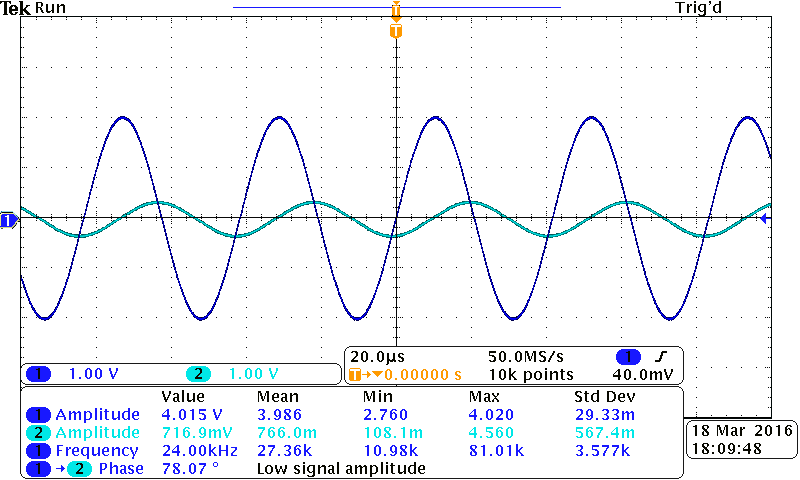 Tek Run Trig'd
T
T
1
1 1.00 V 2 1.00 V
20.0µs 50.0MS/s 1
T 0.00000 s 10k points 40.0mV
Value Mean Min Max Std Dev
1 Amplitude 4.015 V 3.986 2.760 4.020 29.33m
2 Amplitude 716.9mV 766.0m 108.1m 4.560 567.4m
1 Frequency 24.00kHz 27.36k 10.98k 81.01k 3.577k
1 → 2 Phase 78.07 ° Low signal amplitude
18 Mar 2016
18:09:48